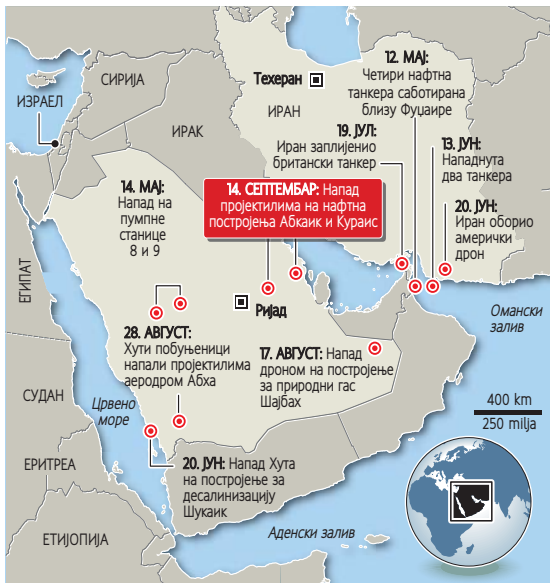 СИРИЈА
ИЗРАЕЛ
ИРАК
Техеран
ИРАН
12. МАЈ:
Четири нафтна
танкера саботирана
близу Фуџаире
19. ЈУЛ:
Иран заплијенио
британски танкер
13. ЈУН:
Нападнута
два танкера
20. ЈУН:
Иран оборио
амерички
дрон
14. МАЈ:
Напад на
пумпне
станице
8 и 9
14. СЕПТЕМБАР: Напад
пројектилима на нафтна
постројења Абкаик и Кураис
ЕГИПАТ
Ријад
Омански
залив
28. АВГУСТ:
Хути побуњеници
напали пројектилима
аеродром Абха
17. АВГУСТ: Напад
дроном на постројење
за природни гас
Шајбах
СУДАН
Црвено
море
400 km
250 milja
20. ЈУН: Напад Хута
на постројење за
десалинизацију
Шукаик
ЕРИТРЕА
ЕТИЈОПИЈА
Аденски залив